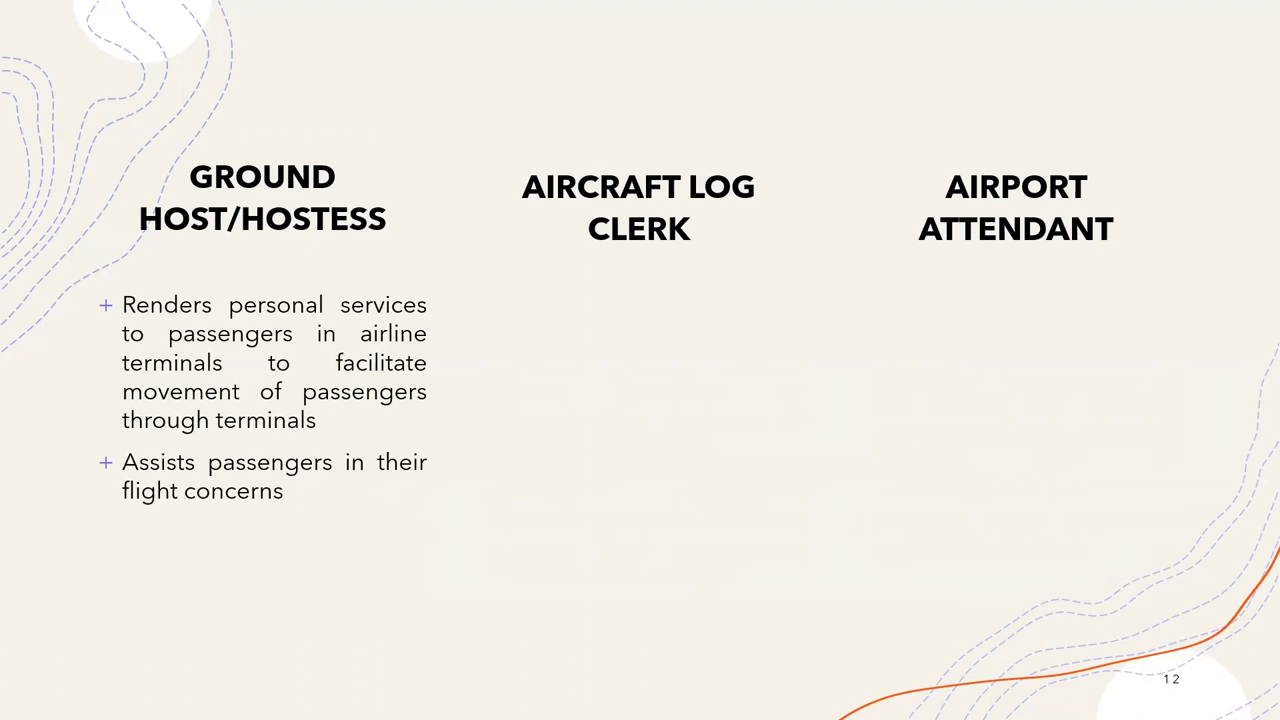 GROUND
HOST/HOSTESS
+ Renders personal services
to passengers in airline
terminals to facilitate
movement of passengers
through terminals
+ Assists passengers in their
flight concerns
AIRCRAFT LOG
CLERK
AIRPORT
ATTENDANT
12